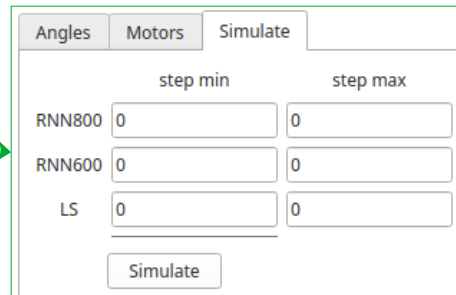 Angles Motors Simulate
step min step max
RNN800 0 0
RNN600 0 0
LS 0 0
Simulate